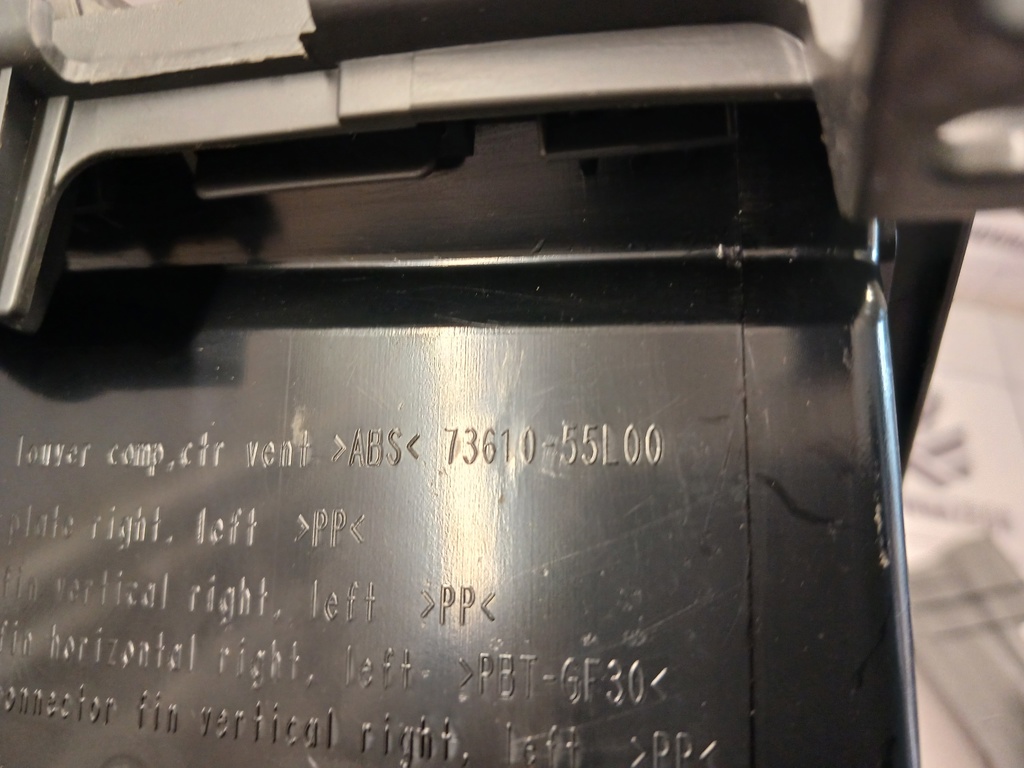 louver comp,ctr vent >ABS< 73610-55L00
plate right, left >PP<
fin vertical right, left >PP<
fin horizontal right, left >PBT-GF30<
connector fin vertical right, left >PP<